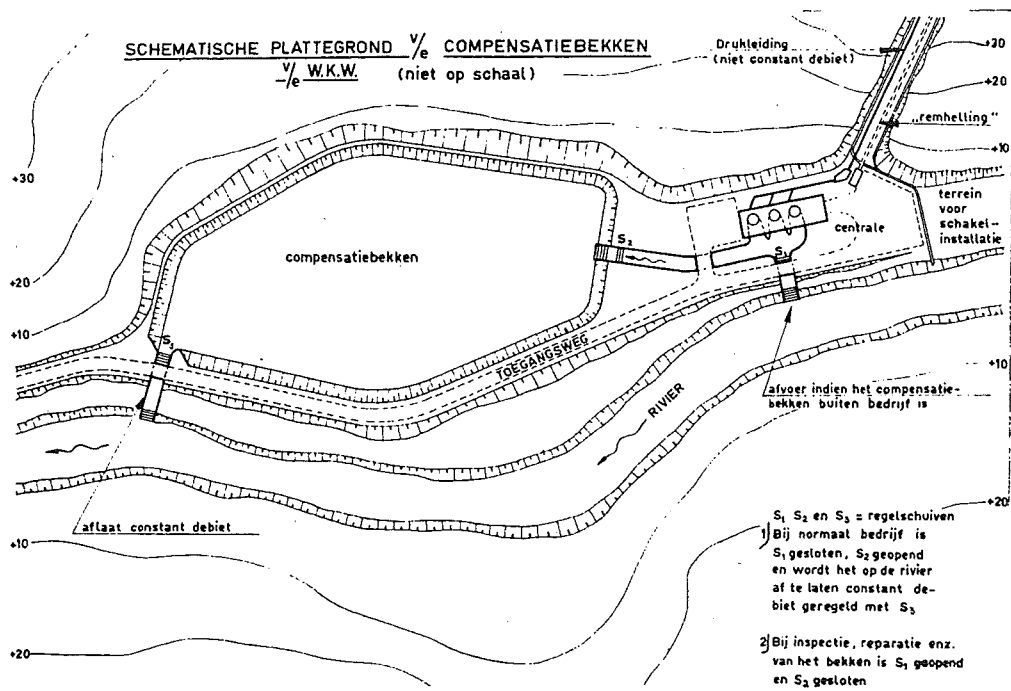 SCHEMATISCHE PLATTEGROND V/e COMPENSATIEBEKKEN
V/e W.K.W. (niet op schaal)
Drukleiding
(niet constant debiet)
+30
+20
„remhelling"
+10
+30
terrein
voor
schakel-
installatie
centrale
S2
S1
compensatiebekken
+20
+10
S3
TOEGANGSWEG
+10
RIVIER
afvoer indien het compensatie-
bekken buiten bedrijf is
aflaat constant debiet
+20
+10
S1 S2 en S3 = regelschuiven
1) Bij normaal bedrijf is
S1 gesloten, S2 geopend
en wordt het op de rivier
af te laten constant de-
biet geregeld met S3
2) Bij inspectie, reparatie enz.
van het bekken is S1 geopend
en S2 gesloten
+20